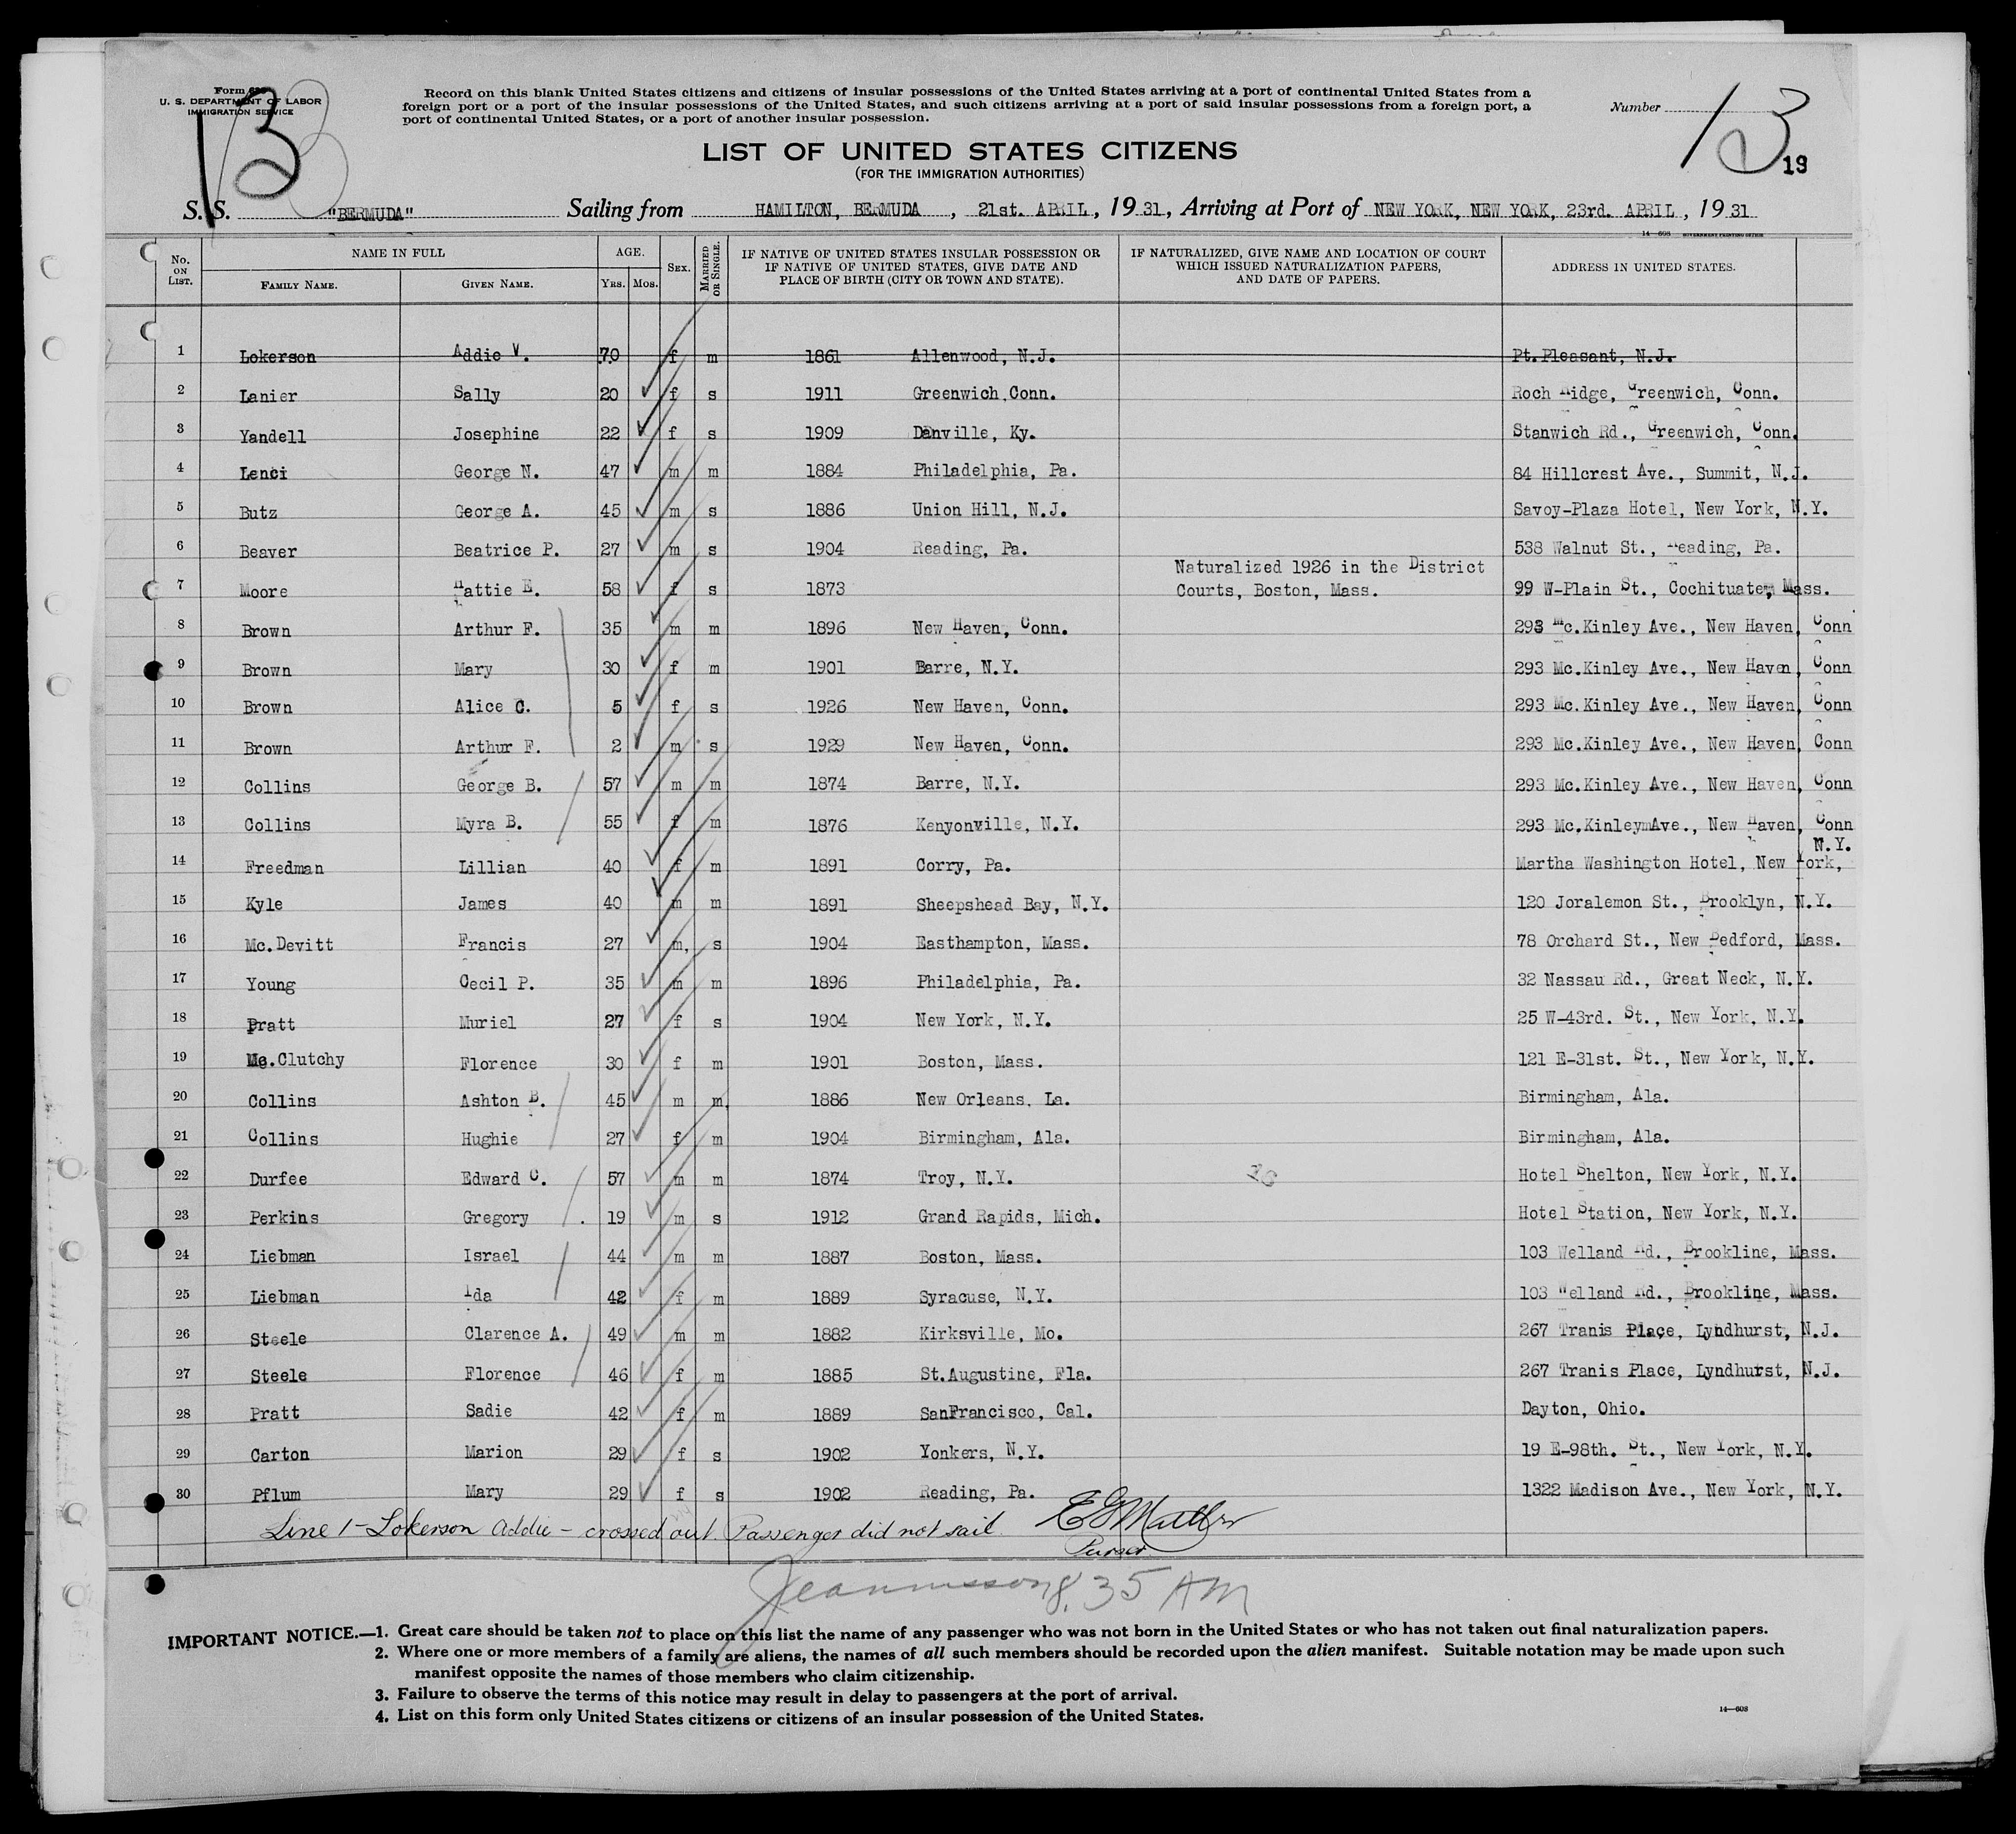 Form
U. S. DEPARTMENT OF LABOR
IMMIGRATION SERVICE
13
Record on this blank United States citizens and citizens of insular possessions of the United States arriving at a port of continental United States from a
foreign port or a port of the insular possessions of the United States, and such citizens arriving at a port of said insular possessions from a foreign port, a
port of continental United States, or a port of another insular possession.
Number
13
19
LIST OF UNITED STATES CITIZENS
(FOR THE IMMIGRATION AUTHORITIES)
S. S. "BERMUDA" Sailing from HAMILTON, BERMUDA, 21st. APRIL, 1931, Arriving at Port of NEW YORK, NEW YORK, 23rd. APRIL, 1931
14—608 GOVERNMENT PRINTING OFFICE
No. ON LIST. NAME IN FULL FAMILY NAME. GIVEN NAME. AGE. YRS. MOS. SEX. MARRIED OR SINGLE. IF NATIVE OF UNITED STATES INSULAR POSSESSION OR IF NATIVE OF UNITED STATES, GIVE DATE AND PLACE OF BIRTH (CITY OR TOWN AND STATE). IF NATURALIZED, GIVE NAME AND LOCATION OF COURT WHICH ISSUED NATURALIZATION PAPERS, AND DATE OF PAPERS. ADDRESS IN UNITED STATES.
1 Lokerson Addie V. 70 f m 1861 Allenwood, N.J. Pt. Pleasant, N.J.
2 Lanier Sally 20 f s 1911 Greenwich, Conn. Roch Ridge, Greenwich, Conn.
3 Yandell Josephine 22 f s 1909 Danville, Ky. Stanwich Rd., Greenwich, Conn.
4 Lenci George N. 47 m m 1884 Philadelphia, Pa. 84 Hillcrest Ave., Summit, N.J.
5 Butz George A. 45 m s 1886 Union Hill, N.J. Savoy-Plaza Hotel, New York, N.Y.
6 Beaver Beatrice P. 27 m s 1904 Reading, Pa. 538 Walnut St., Reading, Pa.
7 Moore Hattie E. 58 f s 1873 Naturalized 1926 in the District Courts, Boston, Mass. 99 W-Plain St., Cochituate, Mass.
8 Brown Arthur F. 35 m m 1896 New Haven, Conn. 293 Mc.Kinley Ave., New Haven, Conn
9 Brown Mary 30 f m 1901 Barre, N.Y. 293 Mc.Kinley Ave., New Haven, Conn
10 Brown Alice C. 5 f s 1926 New Haven, Conn. 293 Mc.Kinley Ave., New Haven, Conn
11 Brown Arthur F. 2 m s 1929 New Haven, Conn. 293 Mc.Kinley Ave., New Haven, Conn
12 Collins George B. 57 m m 1874 Barre, N.Y. 293 Mc.Kinley Ave., New Haven, Conn
13 Collins Myra B. 55 f m 1876 Kenyonville, N.Y. 293 Mc.KinleymAve., New Haven, Conn
14 Freedman Lillian 40 f m 1891 Corry, Pa. Martha Washington Hotel, New York, N.Y.
15 Kyle James 40 m m 1891 Sheepshead Bay, N.Y. 120 Joralemon St., Brooklyn, N.Y.
16 Mc.Devitt Francis 27 m. s 1904 Easthampton, Mass. 78 Orchard St., New Bedford, Mass.
17 Young Cecil P. 35 m m 1896 Philadelphia, Pa. 32 Nassau Rd., Great Neck, N.Y.
18 Pratt Muriel 27 f s 1904 New York, N.Y. 25 W-43rd. St., New York, N.Y.
19 Mc.Clutchy Florence 30 f m 1901 Boston, Mass. 121 E-31st. St., New York, N.Y.
20 Collins Ashton B. 45 m m 1886 New Orleans, La. Birmingham, Ala.
21 Collins Hughie 27 f m 1904 Birmingham, Ala. Birmingham, Ala.
22 Durfee Edward C. 57 m m 1874 Troy, N.Y. Hotel Shelton, New York, N.Y.
23 Perkins Gregory 19 m s 1912 Grand Rapids, Mich. Hotel Station, New York, N.Y.
24 Liebman Israel 44 m m 1887 Boston, Mass. 103 Welland Rd., Brookline, Mass.
25 Liebman Ida 42 f m 1889 Syracuse, N.Y. 103 Welland Rd., Brookline, Mass.
26 Steele Clarence A. 49 m m 1882 Kirksville, Mo. 267 Tranis Place, Lyndhurst, N.J.
27 Steele Florence 46 f m 1885 St.Augustine, Fla. 267 Tranis Place, Lyndhurst, N.J.
28 Pratt Sadie 42 f m 1889 SanFrancisco, Cal. Dayton, Ohio.
29 Carton Marion 29 f s 1902 Yonkers, N.Y. 19 E-98th. St., New York, N.Y.
30 Pflum Mary 29 f s 1902 Reading, Pa. 1322 Madison Ave., New York, N.Y.
Line 1 - Lokerson Addie - crossed out. Passenger did not sail
Purser
8.35 AM
IMPORTANT NOTICE.—1. Great care should be taken not to place on this list the name of any passenger who was not born in the United States or who has not taken out final naturalization papers.
2. Where one or more members of a family are aliens, the names of all such members should be recorded upon the alien manifest. Suitable notation may be made upon such
manifest opposite the names of those members who claim citizenship.
3. Failure to observe the terms of this notice may result in delay to passengers at the port of arrival.
4. List on this form only United States citizens or citizens of an insular possession of the United States.
14—608